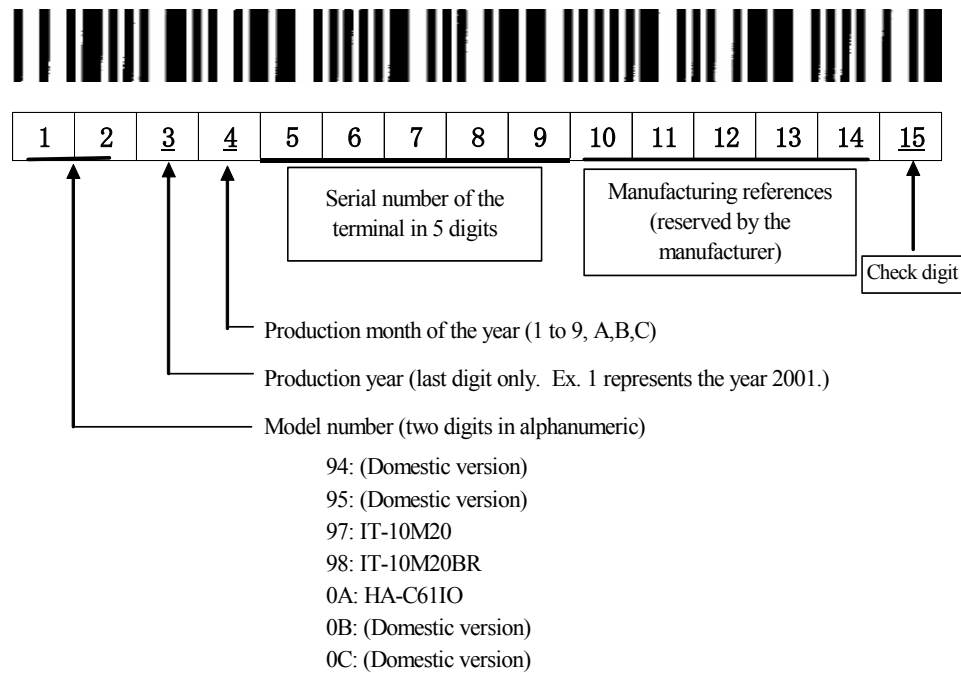 1 2 3 4 5 6 7 8 9 10 11 12 13 14 15
Serial number of the
terminal in 5 digits
Manufacturing references
(reserved by the
manufacturer)
Check digit
Production month of the year (1 to 9, A,B,C)
Production year (last digit only. Ex. 1 represents the year 2001.)
Model number (two digits in alphanumeric)
94: (Domestic version)
95: (Domestic version)
97: IT-10M20
98: IT-10M20BR
0A: HA-C61IO
0B: (Domestic version)
0C: (Domestic version)